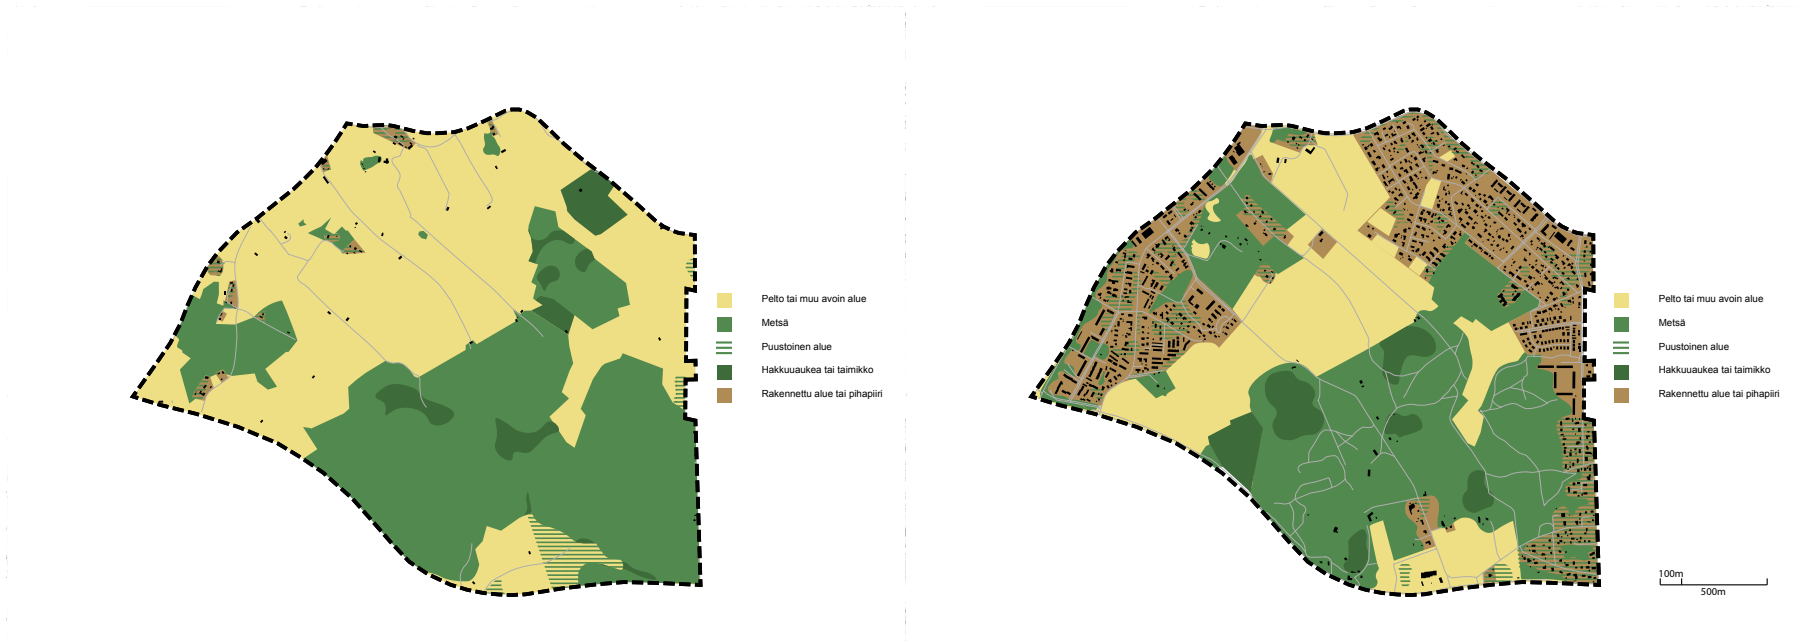 Pelto tai muu avoin alue
Metsä
Puustoinen alue
Hakkuuaukea tai taimikko
Rakennettu alue tai pihapiiri
Pelto tai muu avoin alue
Metsä
Puustoinen alue
Hakkuuaukea tai taimikko
Rakennettu alue tai pihapiiri
100m
500m